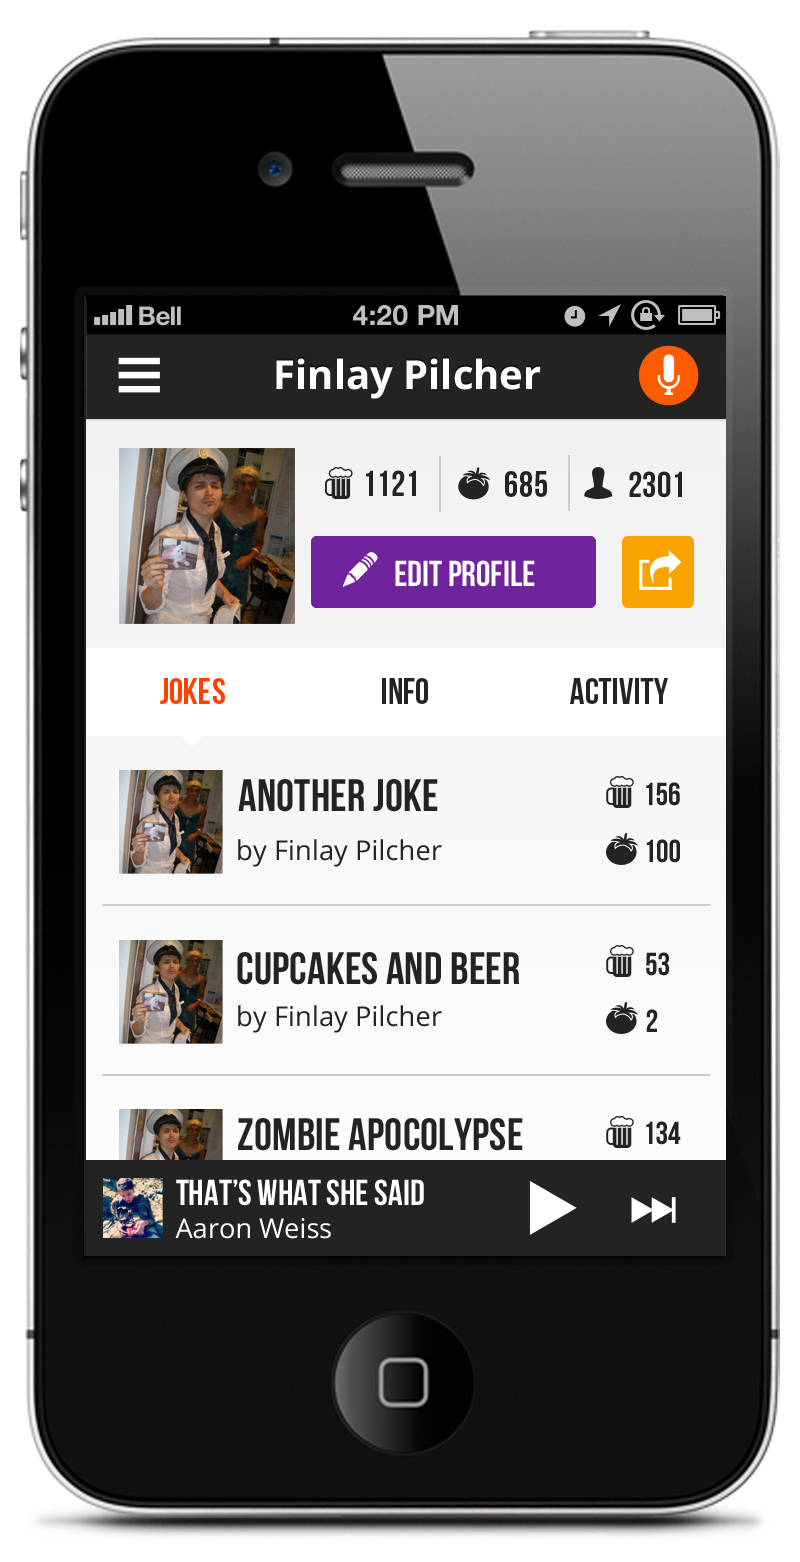 Bell 4:20 PM
Finlay Pilcher
1121 685 2301
EDIT PROFILE
JOKES INFO ACTIVITY
ANOTHER JOKE 156
by Finlay Pilcher 100
CUPCAKES AND BEER 53
by Finlay Pilcher 2
ZOMBIE APOCOLYPSE 134
THAT'S WHAT SHE SAID
Aaron Weiss